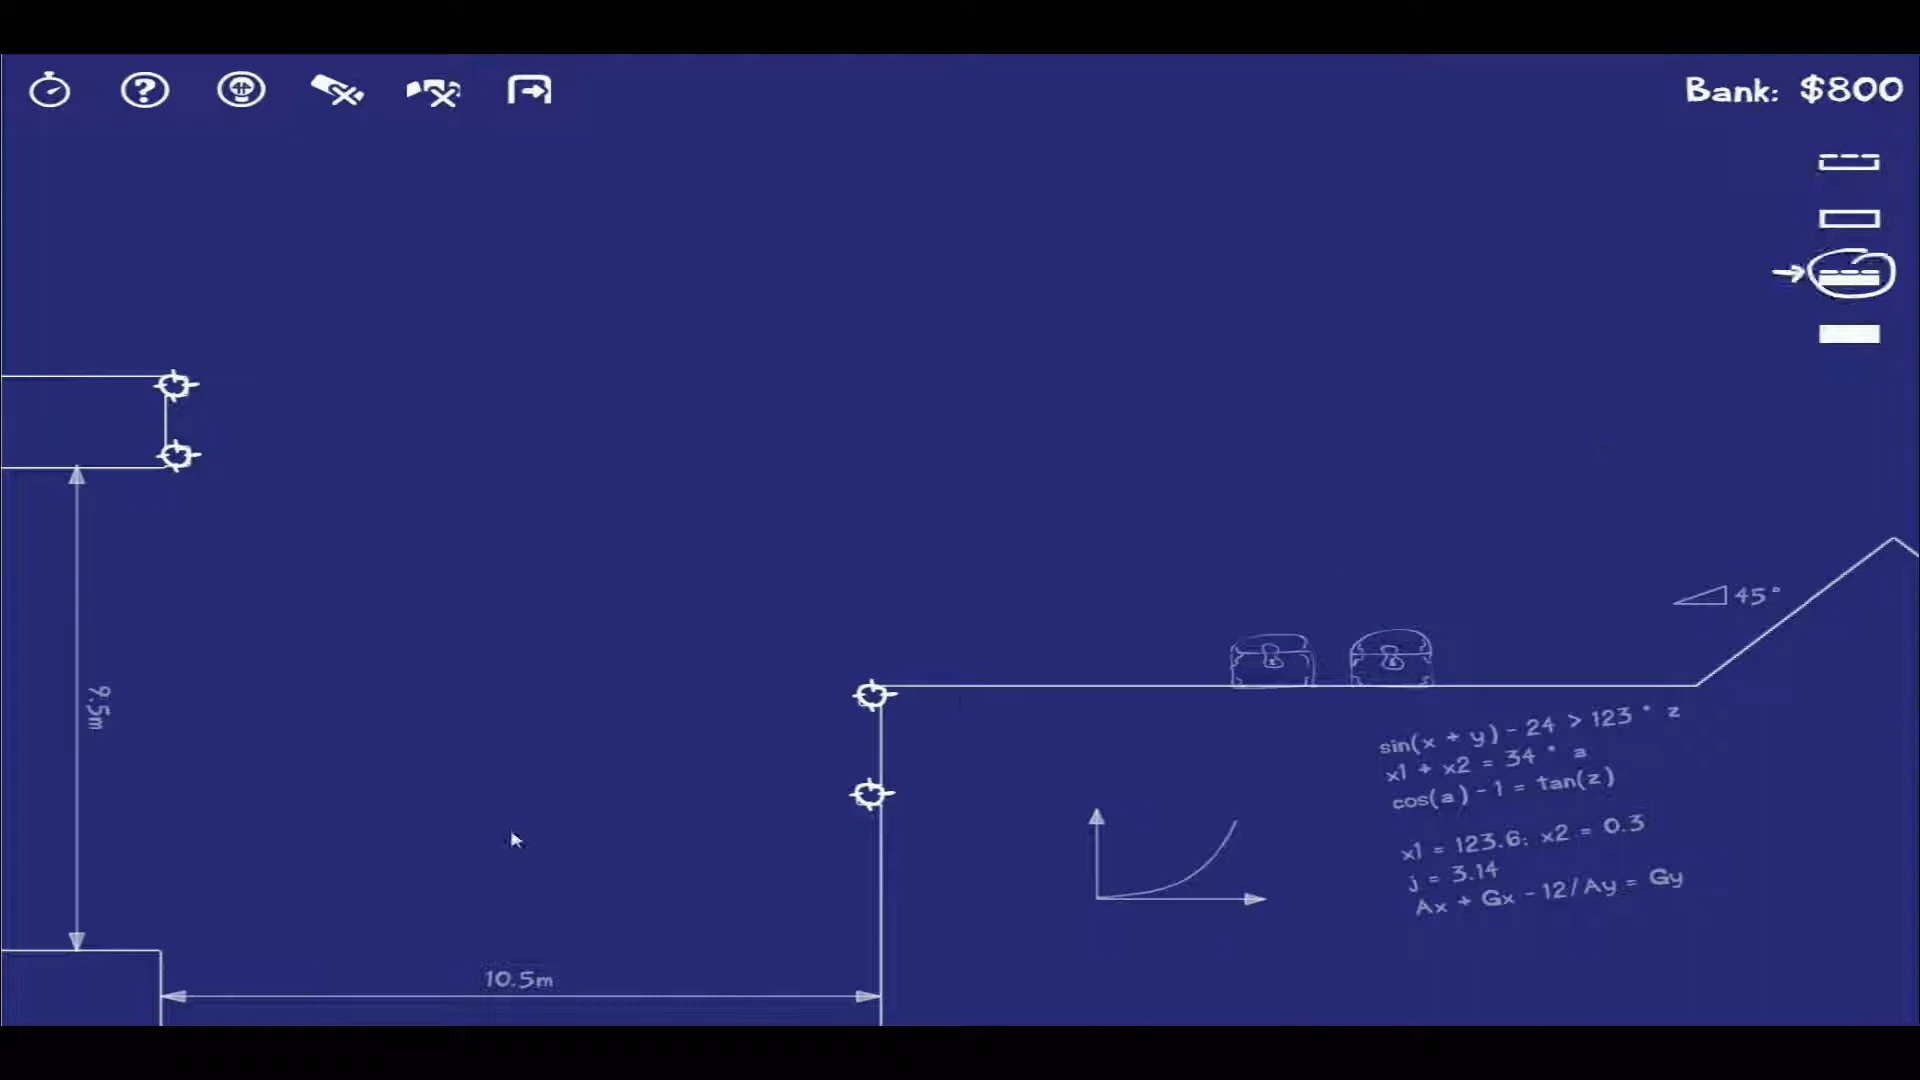 Bank: $800
45°
9.5m
sin(x + y) - 24 > 123 * z
x1 + x2 = 34 * a
cos(a) - 1 = tan(z)
x1 = 123.6; x2 = 0.3
j = 3.14
Ax + Gx - 12/Ay = Gy
10.5m